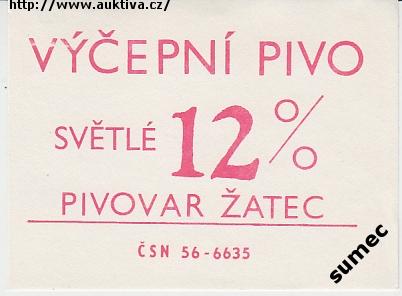 http://www.auktiva.cz/
VÝČEPNÍ PIVO
SVĚTLÉ 12%
PIVOVAR ŽATEC
ČSN 56-6635
sumec